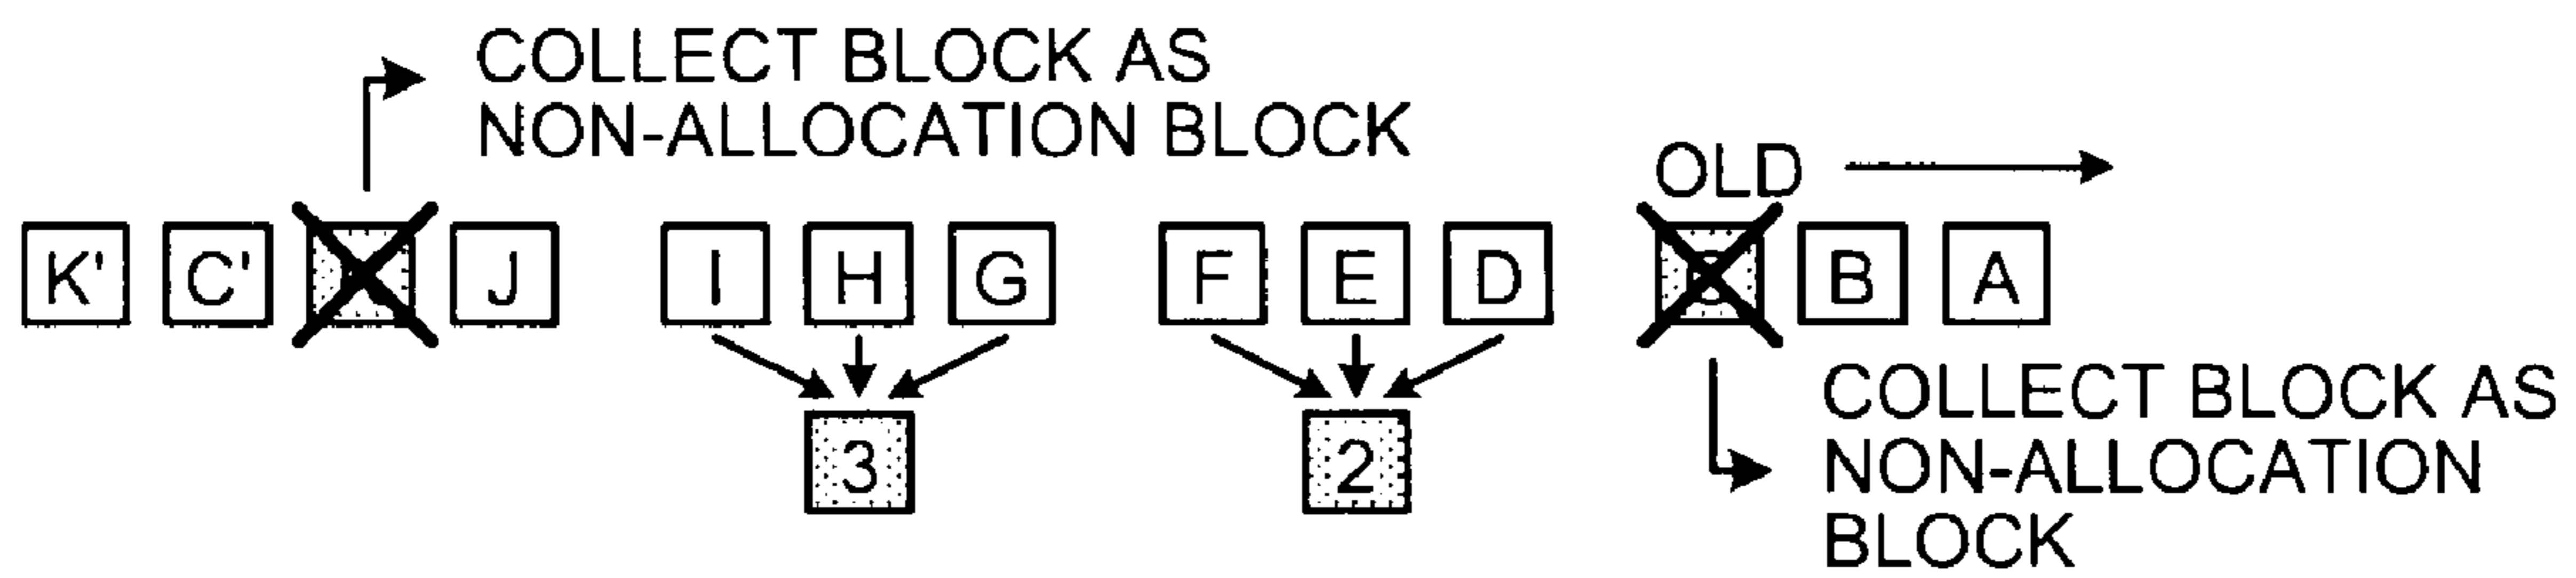 COLLECT BLOCK AS
NON-ALLOCATION BLOCK
OLD
K' C' J I H G F E D B A
3 2
COLLECT BLOCK AS
NON-ALLOCATION
BLOCK